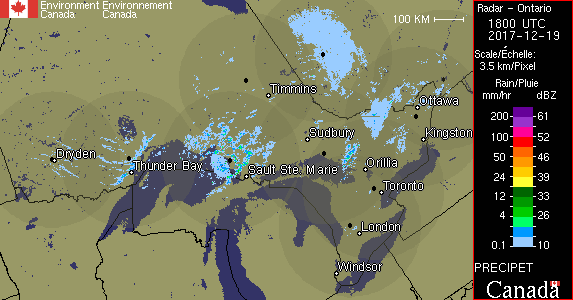 Environment Environnement
Canada Canada
100 KM
Timmins
Ottawa
Sudbury
Kingston
Dryden
Thunder Bay
Sault Ste. Marie
Orillia
Toronto
London
Windsor
Radar - Ontario
1800 UTC
2017-12-19
Scale/Échelle:
3.5 km/Pixel
Rain/Pluie
mm/hr dBZ
200 61
100 52
50 46
24 39
12 33
4 26
0.1 10
PRECIPET
Canada